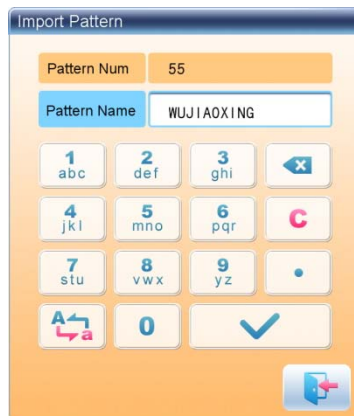 Import Pattern
Pattern Num 55
Pattern Name WUJIAOXING
1 2 3
abc def ghi
4 5 6 C
jkl mno pqr
7 8 9 .
stu vwx yz
A a 0